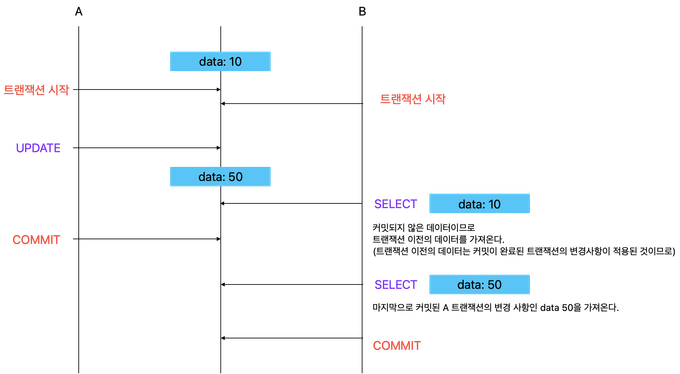 A
B
data: 10
트랜잭션 시작
트랜잭션 시작
UPDATE
data: 50
SELECT
data: 10
커밋되지 않은 데이터이므로
트랜잭션 이전의 데이터를 가져온다.
(트랜잭션 이전의 데이터는 커밋이 완료된 트랜잭션의 변경사항이 적용된 것이므로)
COMMIT
SELECT
data: 50
마지막으로 커밋된 A 트랜잭션의 변경 사항인 data 50을 가져온다.
COMMIT